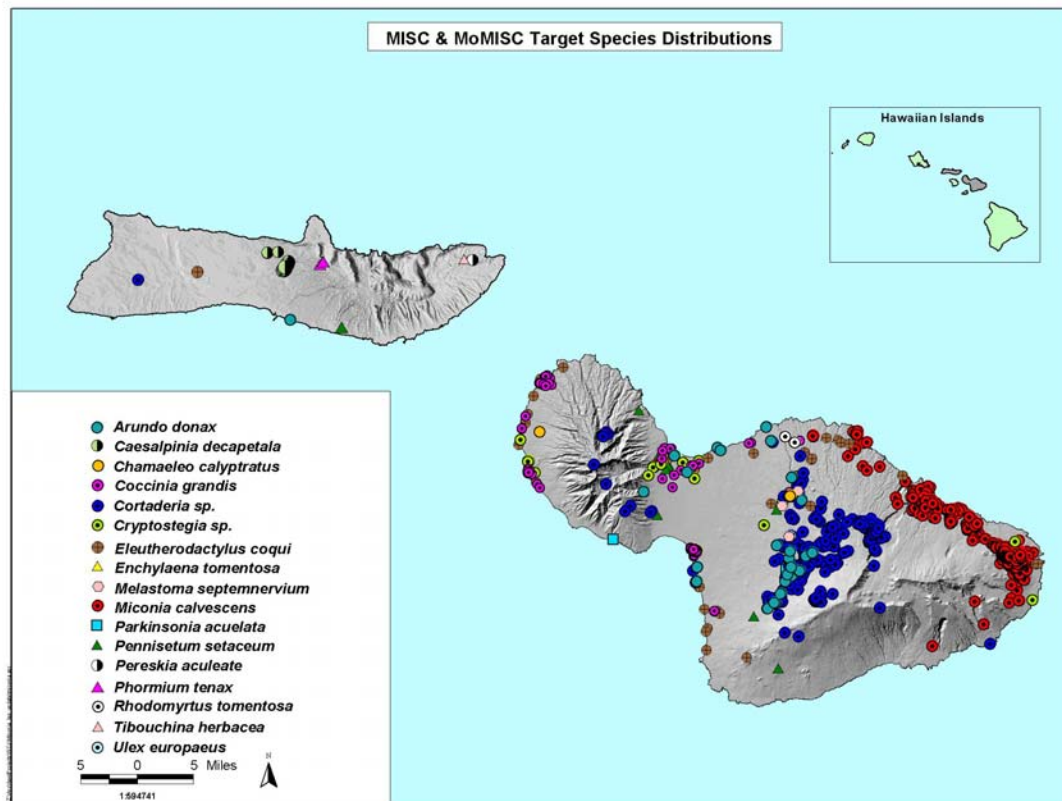 MISC & MoMISC Target Species Distributions
Hawaiian Islands
Arundo donax
Caesalpinia decapetala
Chamaeleo calyptratus
Coccinia grandis
Cortaderia sp.
Cryptostegia sp.
Eleutherodactylus coqui
Enchylaena tomentosa
Melastoma septemnervium
Miconia calvescens
Parkinsonia acuelata
Pennisetum setaceum
Pereskia aculeate
Phormium tenax
Rhodomyrtus tomentosa
Tibouchina herbacea
Ulex europaeus
5 0 5 Miles
N
1:594741